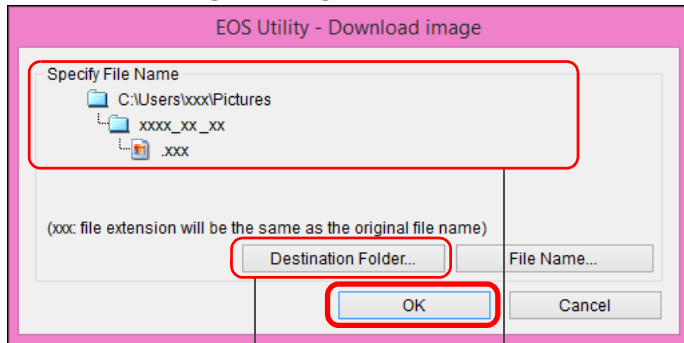 EOS Utility - Download image
Specify File Name
C:\Users\xxx\Pictures
xxxx_xx_xx
.xxx
(xxx: file extension will be the same as the original file name)
Destination Folder... File Name...
OK Cancel